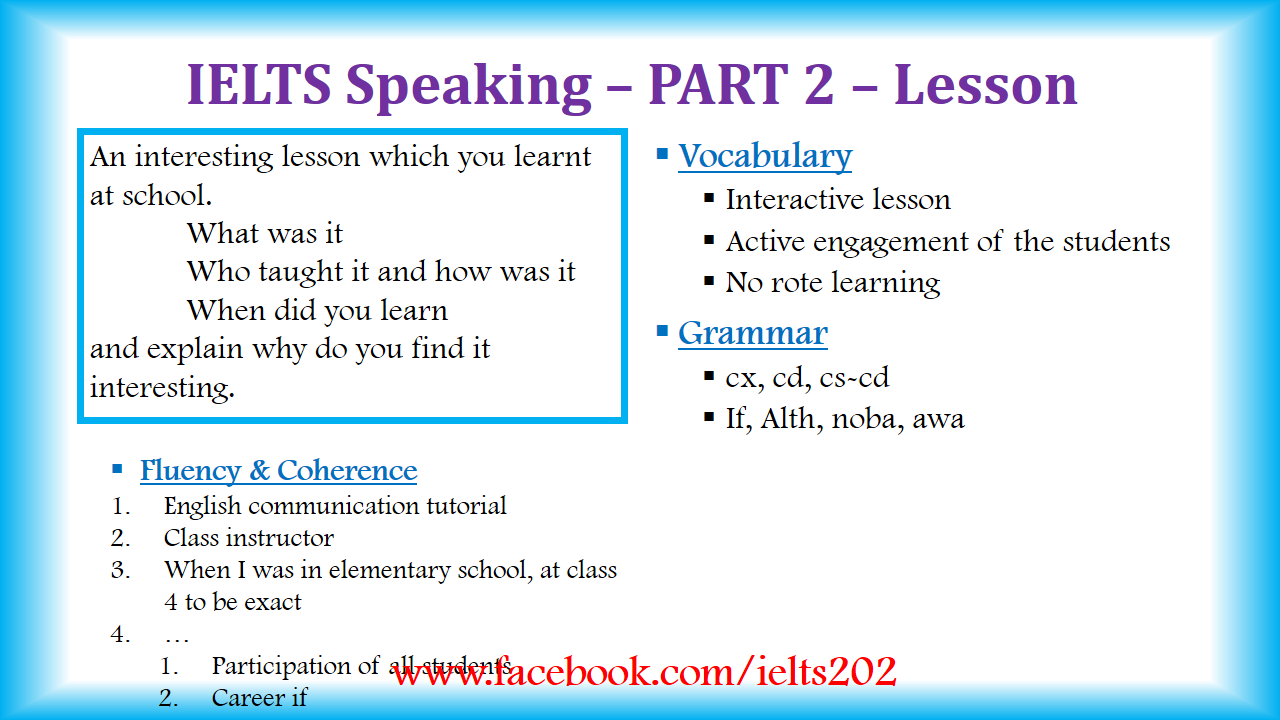 IELTS Speaking – PART 2 – Lesson
An interesting lesson which you learnt
at school.
What was it
Who taught it and how was it
When did you learn
and explain why do you find it
interesting.
▪ Vocabulary
▪ Interactive lesson
▪ Active engagement of the students
▪ No rote learning
▪ Grammar
▪ cx, cd, cs-cd
▪ If, Alth, noba, awa
▪ Fluency & Coherence
1. English communication tutorial
2. Class instructor
3. When I was in elementary school, at class
4 to be exact
4. …
1. Participation of all students
2. Career if
www.facebook.com/ielts202